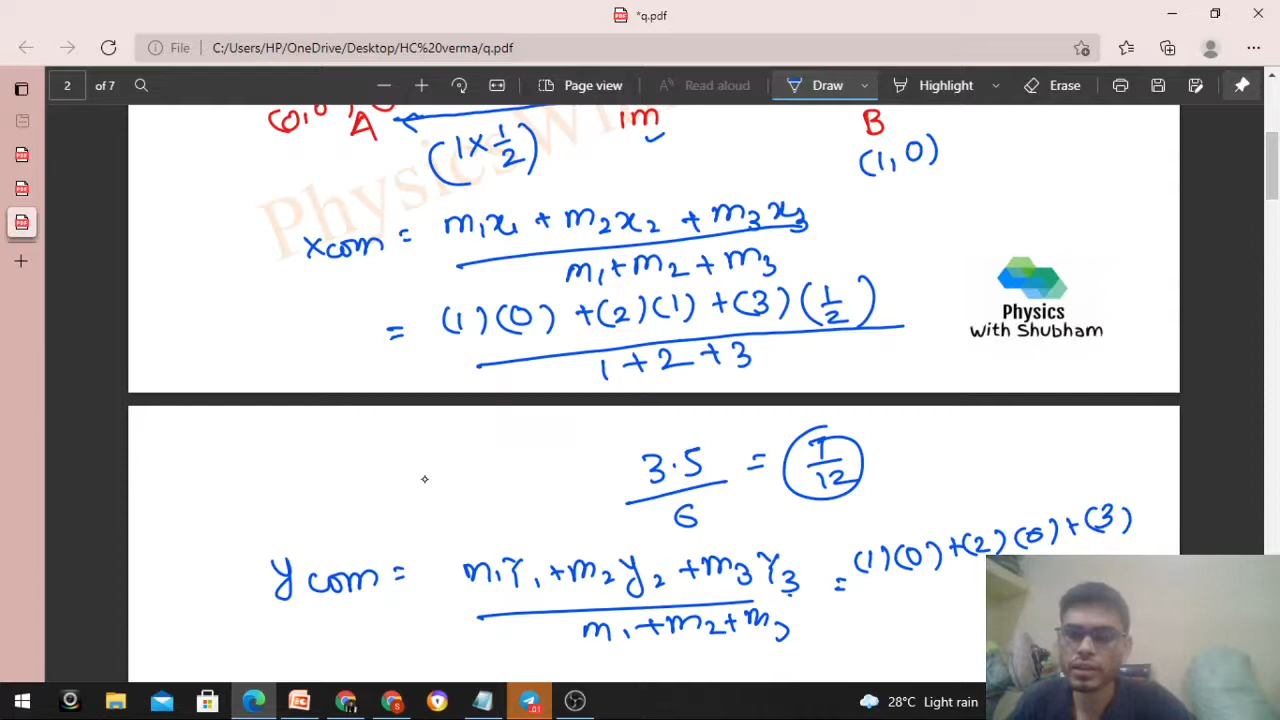 *q.pdf
File C:/Users/HP/OneDrive/Desktop/HC%20verma/q.pdf
2 of 7 Page view Read aloud Draw Highlight Erase
A 1m B
(1 × 1/2) (1, 0)
xcom = m₁x₁ + m₂x₂ + m₃x₃ / m₁ + m₂ + m₃
= (1)(0) + (2)(1) + (3)(1/2) / 1 + 2 + 3
Physics
With Shubham
3.5 / 6 = 7/12
ycom = m₁Y₁ + m₂y₂ + m₃Y₃ / m₁ + m₂ + m₃ = (1)(0) + (2)(0) + (3)
28°C Light rain